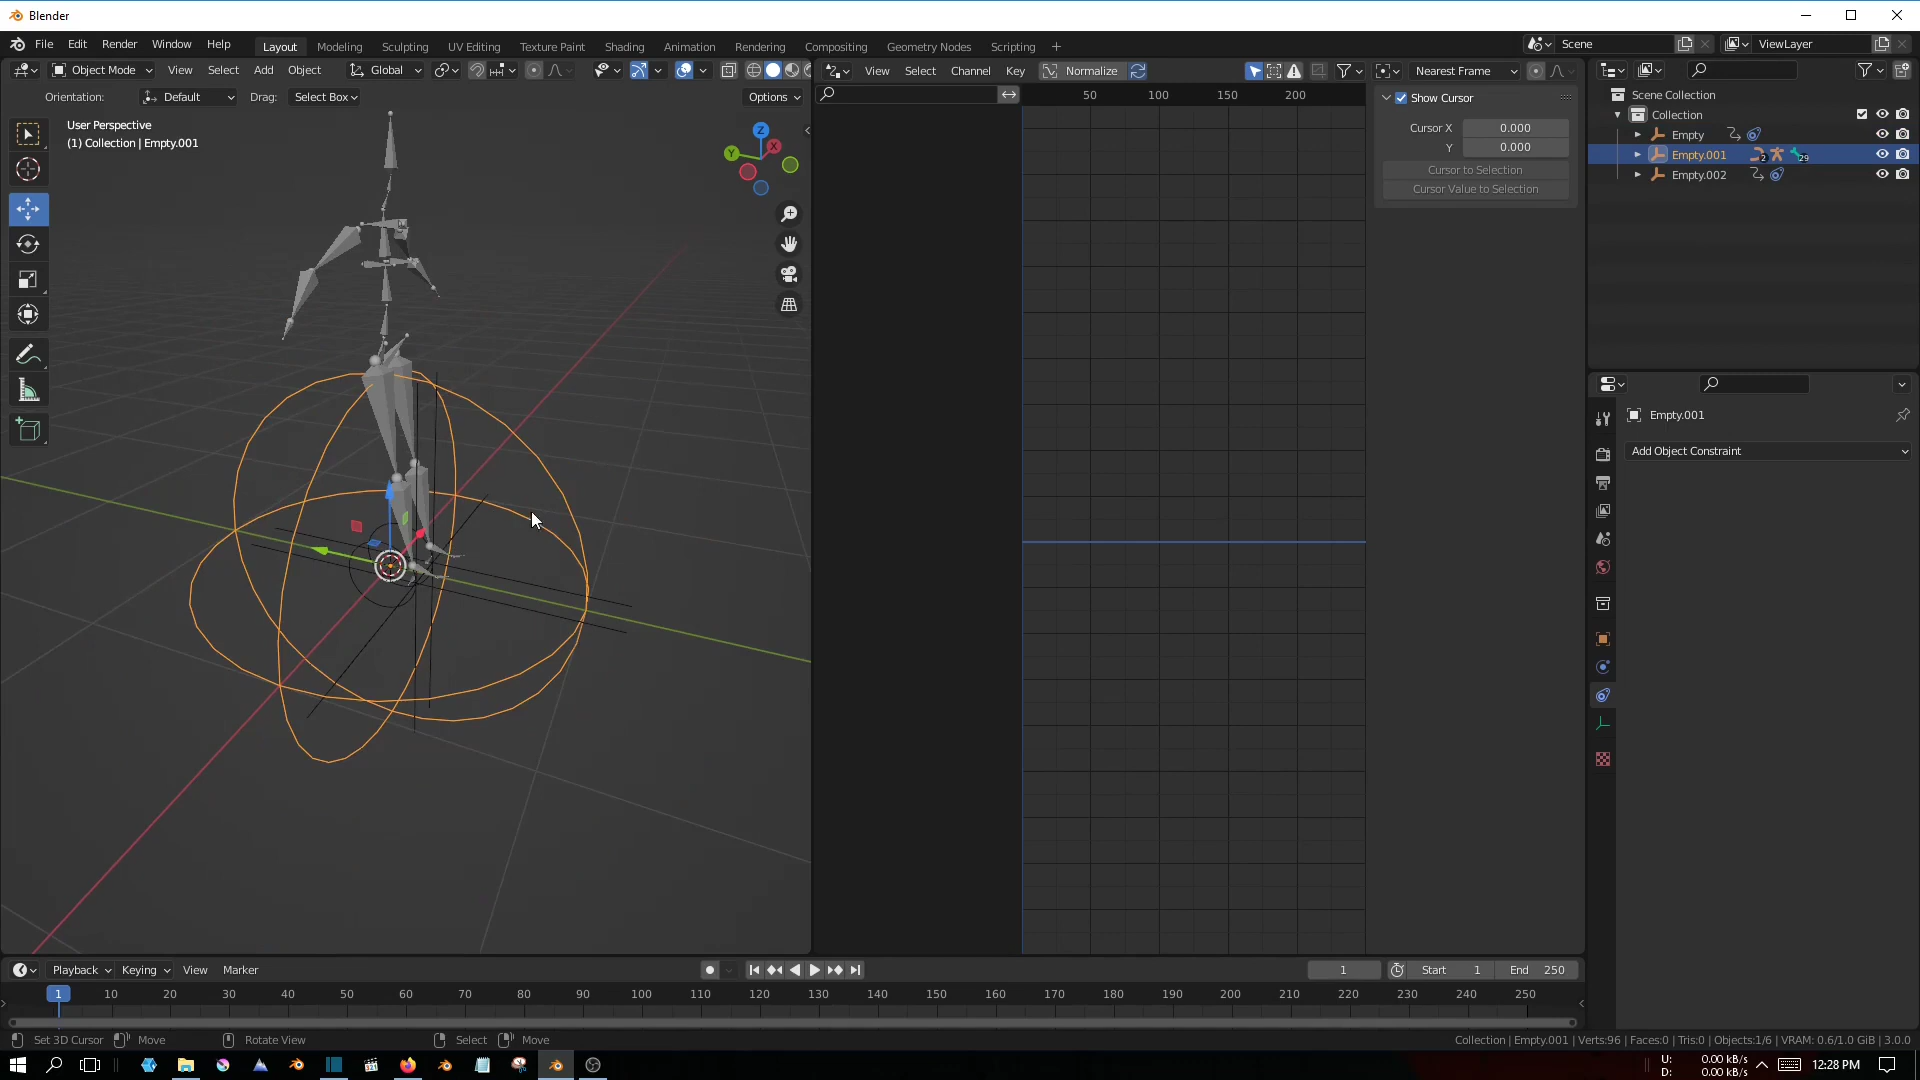 Blender
File Edit Render Window Help
Layout Modeling Sculpting UV Editing Texture Paint Shading Animation Rendering Compositing Geometry Nodes Scripting +
Scene
ViewLayer
Object Mode View Select Add Object Global
View Select Channel Key Normalize Nearest Frame
Orientation: Default Drag: Select Box Options
50 100 150 200
Show Cursor
Cursor X 0.000
Y 0.000
Cursor to Selection
Cursor Value to Selection
Scene Collection
Collection
Empty
Empty.001 2 29
Empty.002
User Perspective
(1) Collection | Empty.001
Z
Y
X
Empty.001
Add Object Constraint
Playback Keying View Marker
1 Start 1 End 250
1 10 20 30 40 50 60 70 80 90 100 110 120 130 140 150 160 170 180 190 200 210 220 230 240 250
Set 3D Cursor Move Rotate View Select Move
Collection | Empty.001 | Verts:96 | Faces:0 | Tris:0 | Objects:1/6 | VRAM: 0.6/1.0 GiB | 3.0.0
321
U: 0.00 kB/s
D: 0.00 kB/s
12:28 PM